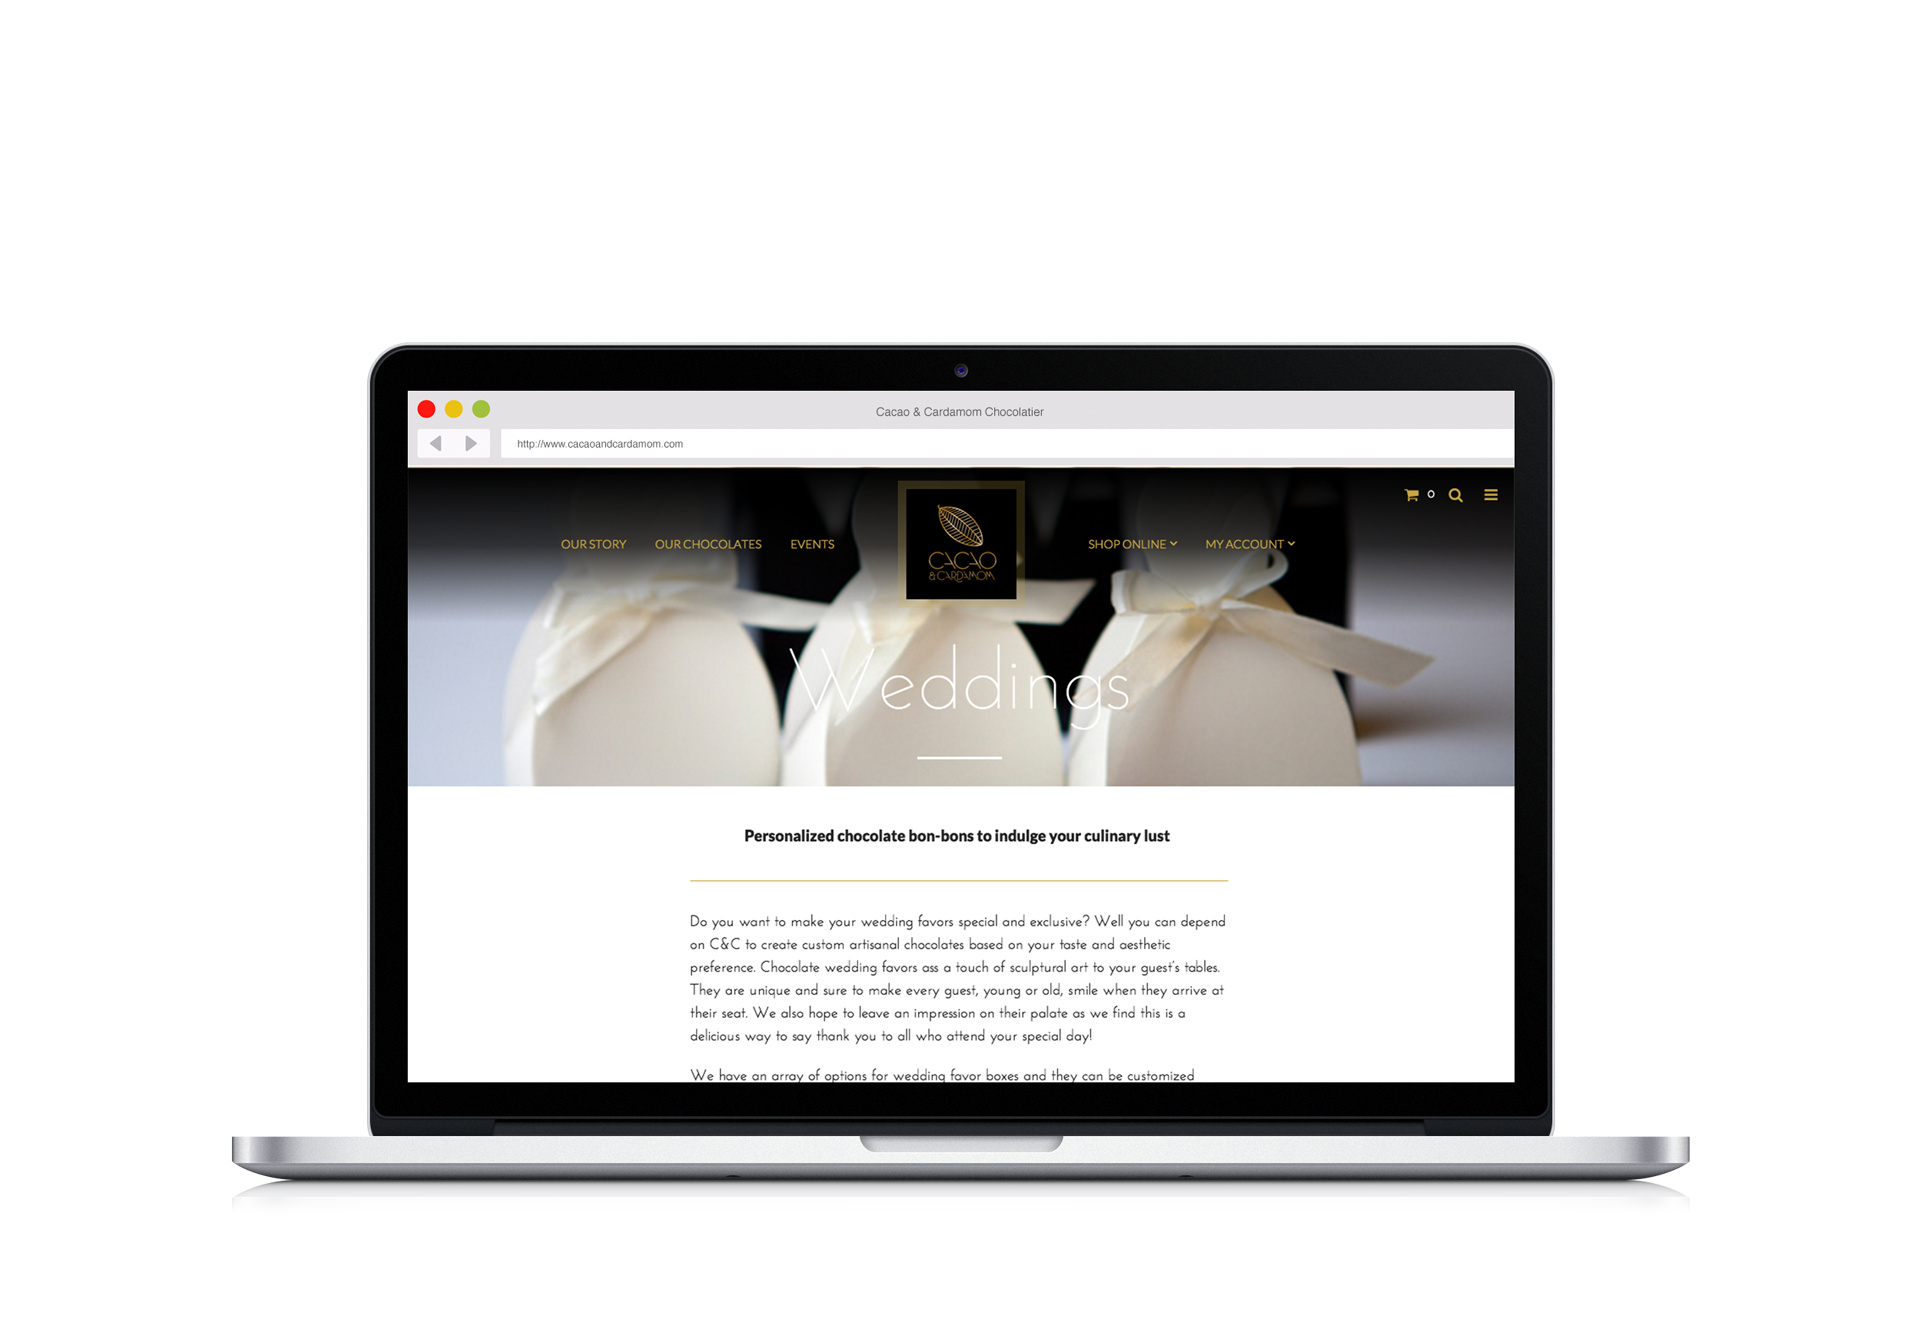 Cacao & Cardamom Chocolatier
http://www.cacaoandcardamom.com
0
OUR STORY OUR CHOCOLATES EVENTS
CACAO
& CARDAMOM
SHOP ONLINE MY ACCOUNT
Weddings
Personalized chocolate bon-bons to indulge your culinary lust
Do you want to make your wedding favors special and exclusive? Well you can depend
on C&C to create custom artisanal chocolates based on your taste and aesthetic
preference. Chocolate wedding favors ass a touch of sculptural art to your guest's tables.
They are unique and sure to make every guest, young or old, smile when they arrive at
their seat. We also hope to leave an impression on their palate as we find this is a
delicious way to say thank you to all who attend your special day!
We have an array of options for wedding favor boxes and they can be customized